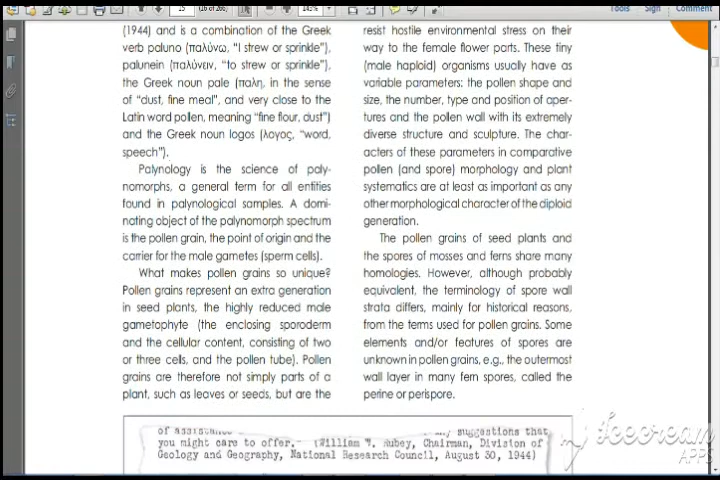 15 (16 of 266)
143%
Tools Sign Comment
(1944) and is a combination of the Greek
verb paluno (παλύνω, “I strew or sprinkle”),
palunein (παλύνειν, “to strew or sprinkle”),
the Greek noun pale (παλη, in the sense
of “dust, fine meal”, and very close to the
Latin word pollen, meaning “fine flour, dust”)
and the Greek noun logos (λογος, “word,
speech”).
Palynology is the science of paly-
nomorphs, a general term for all entities
found in palynological samples. A domi-
nating object of the palynomorph spectrum
is the pollen grain, the point of origin and the
carrier for the male gametes (sperm cells).
What makes pollen grains so unique?
Pollen grains represent an extra generation
in seed plants, the highly reduced male
gametophyte (the enclosing sporoderm
and the cellular content, consisting of two
or three cells, and the pollen tube). Pollen
grains are therefore not simply parts of a
plant, such as leaves or seeds, but are the
resist hostile environmental stress on their
way to the female flower parts. These tiny
(male haploid) organisms usually have as
variable parameters: the pollen shape and
size, the number, type and position of aper-
tures and the pollen wall with its extremely
diverse structure and sculpture. The char-
acters of these parameters in comparative
pollen (and spore) morphology and plant
systematics are at least as important as any
other morphological character of the diploid
generation.
The pollen grains of seed plants and
the spores of mosses and ferns share many
homologies. However, although probably
equivalent, the terminology of spore wall
strata differs, mainly for historical reasons,
from the terms used for pollen grains. Some
elements and/or features of spores are
unknown in pollen grains, e.g., the outermost
wall layer in many fern spores, called the
perine or perispore.
of assistance suggestions that
you might care to offer." (William W. Rubey, Chairman, Division of
Geology and Geography, National Research Council, August 30, 1944)
Icecream
APPS